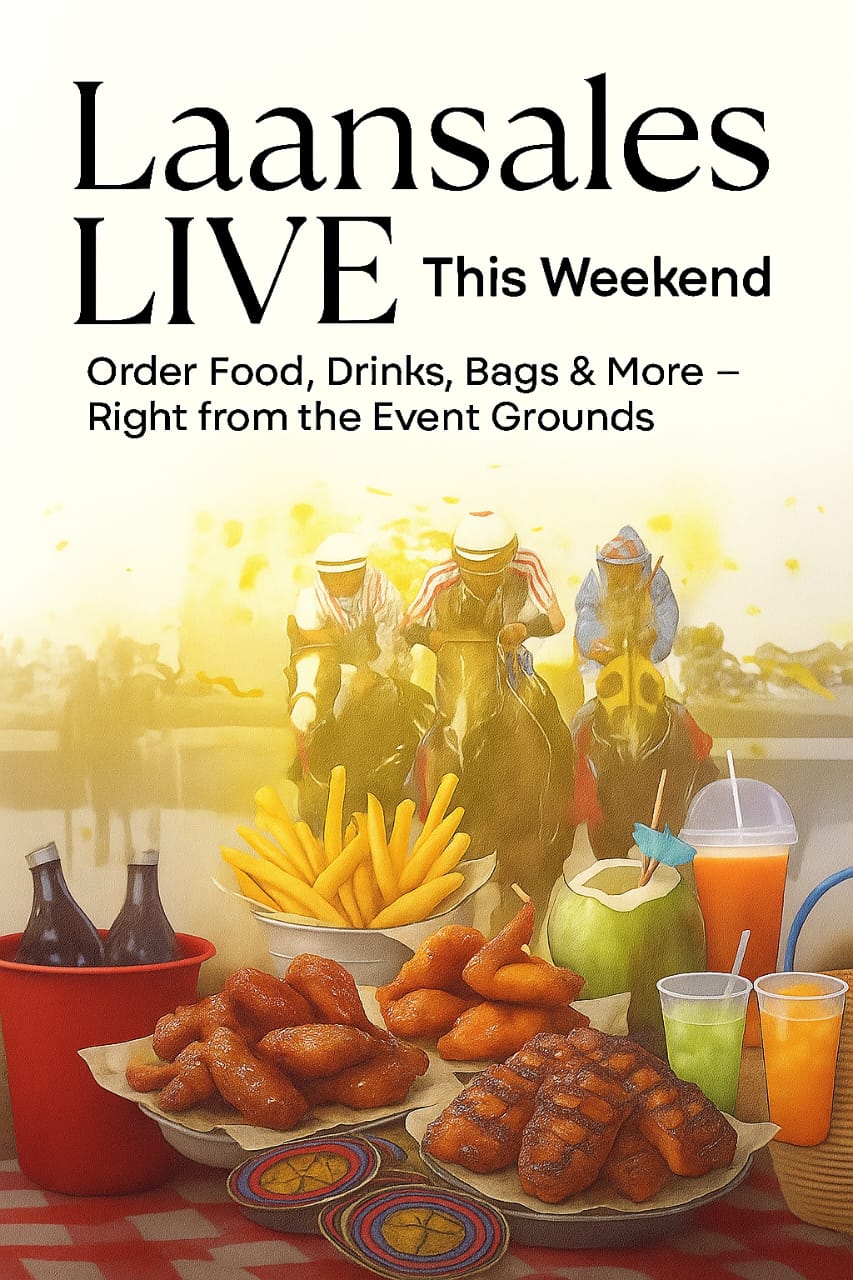 Laansales
LIVE This Weekend
Order Food, Drinks, Bags & More –
Right from the Event Grounds